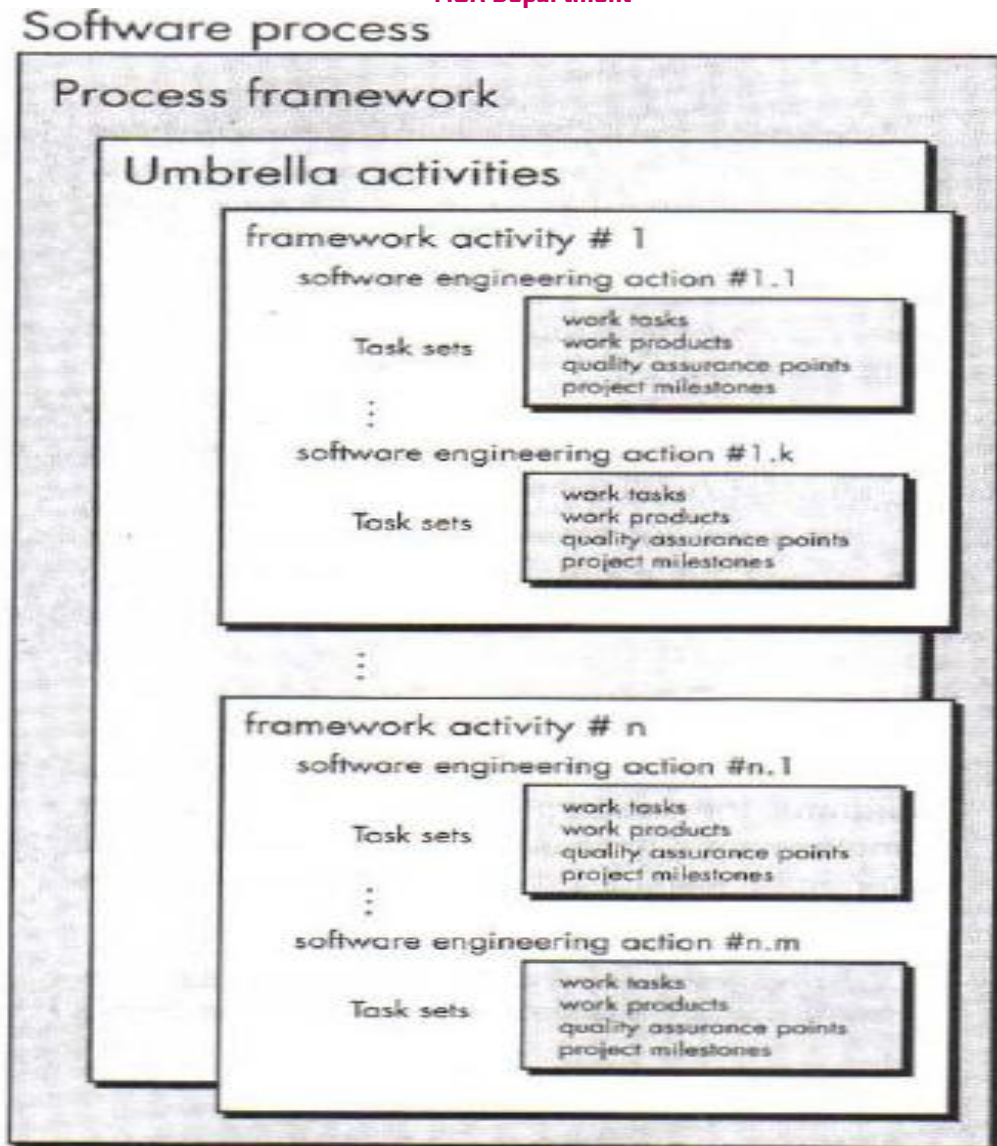 Software process
Process framework
Umbrella activities
framework activity # 1
software engineering action #1.1
Task sets
work tasks
work products
quality assurance points
project milestones
software engineering action #1.k
Task sets
work tasks
work products
quality assurance points
project milestones
framework activity # n
software engineering action #n.1
Task sets
work tasks
work products
quality assurance points
project milestones
software engineering action #n.m
Task sets
work tasks
work products
quality assurance points
project milestones